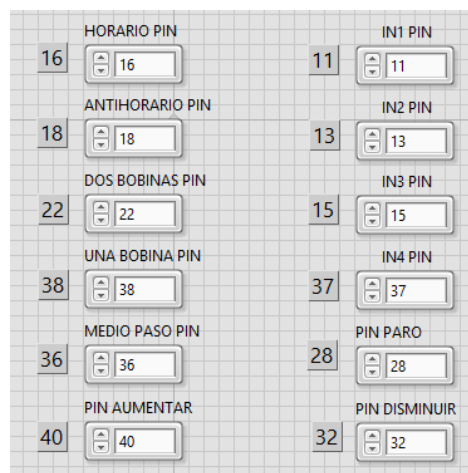 HORARIO PIN
16 16
IN1 PIN
11 11
ANTIHORARIO PIN
18 18
IN2 PIN
13 13
DOS BOBINAS PIN
22 22
IN3 PIN
15 15
UNA BOBINA PIN
38 38
IN4 PIN
37 37
MEDIO PASO PIN
36 36
PIN PARO
28 28
PIN AUMENTAR
40 40
PIN DISMINUIR
32 32